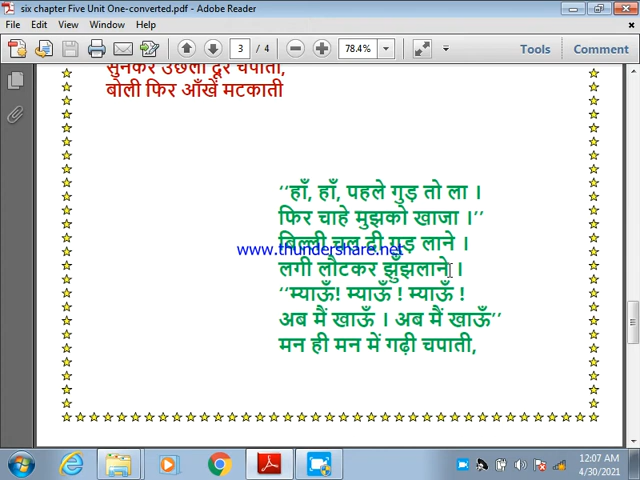 six chapter Five Unit One-converted.pdf - Adobe Reader
File Edit View Window Help
3 / 4 78.4% Tools Comment
सुनकर उछली दूर चपाती,
बोली फिर आँखें मटकाती
‘‘हाँ, हाँ, पहले गुड़ तो ला ।
फिर चाहे मुझको खाजा ।’’
बिल्ली चल दी गुड़ लाने ।
www.thundershare.net
लगी लौटकर झुँझलाने ।
‘‘म्याऊँ! म्याऊँ ! म्याऊँ !
अब मैं खाऊँ । अब मैं खाऊँ’’
मन ही मन में गढ़ी चपाती,
12:07 AM
4/30/2021